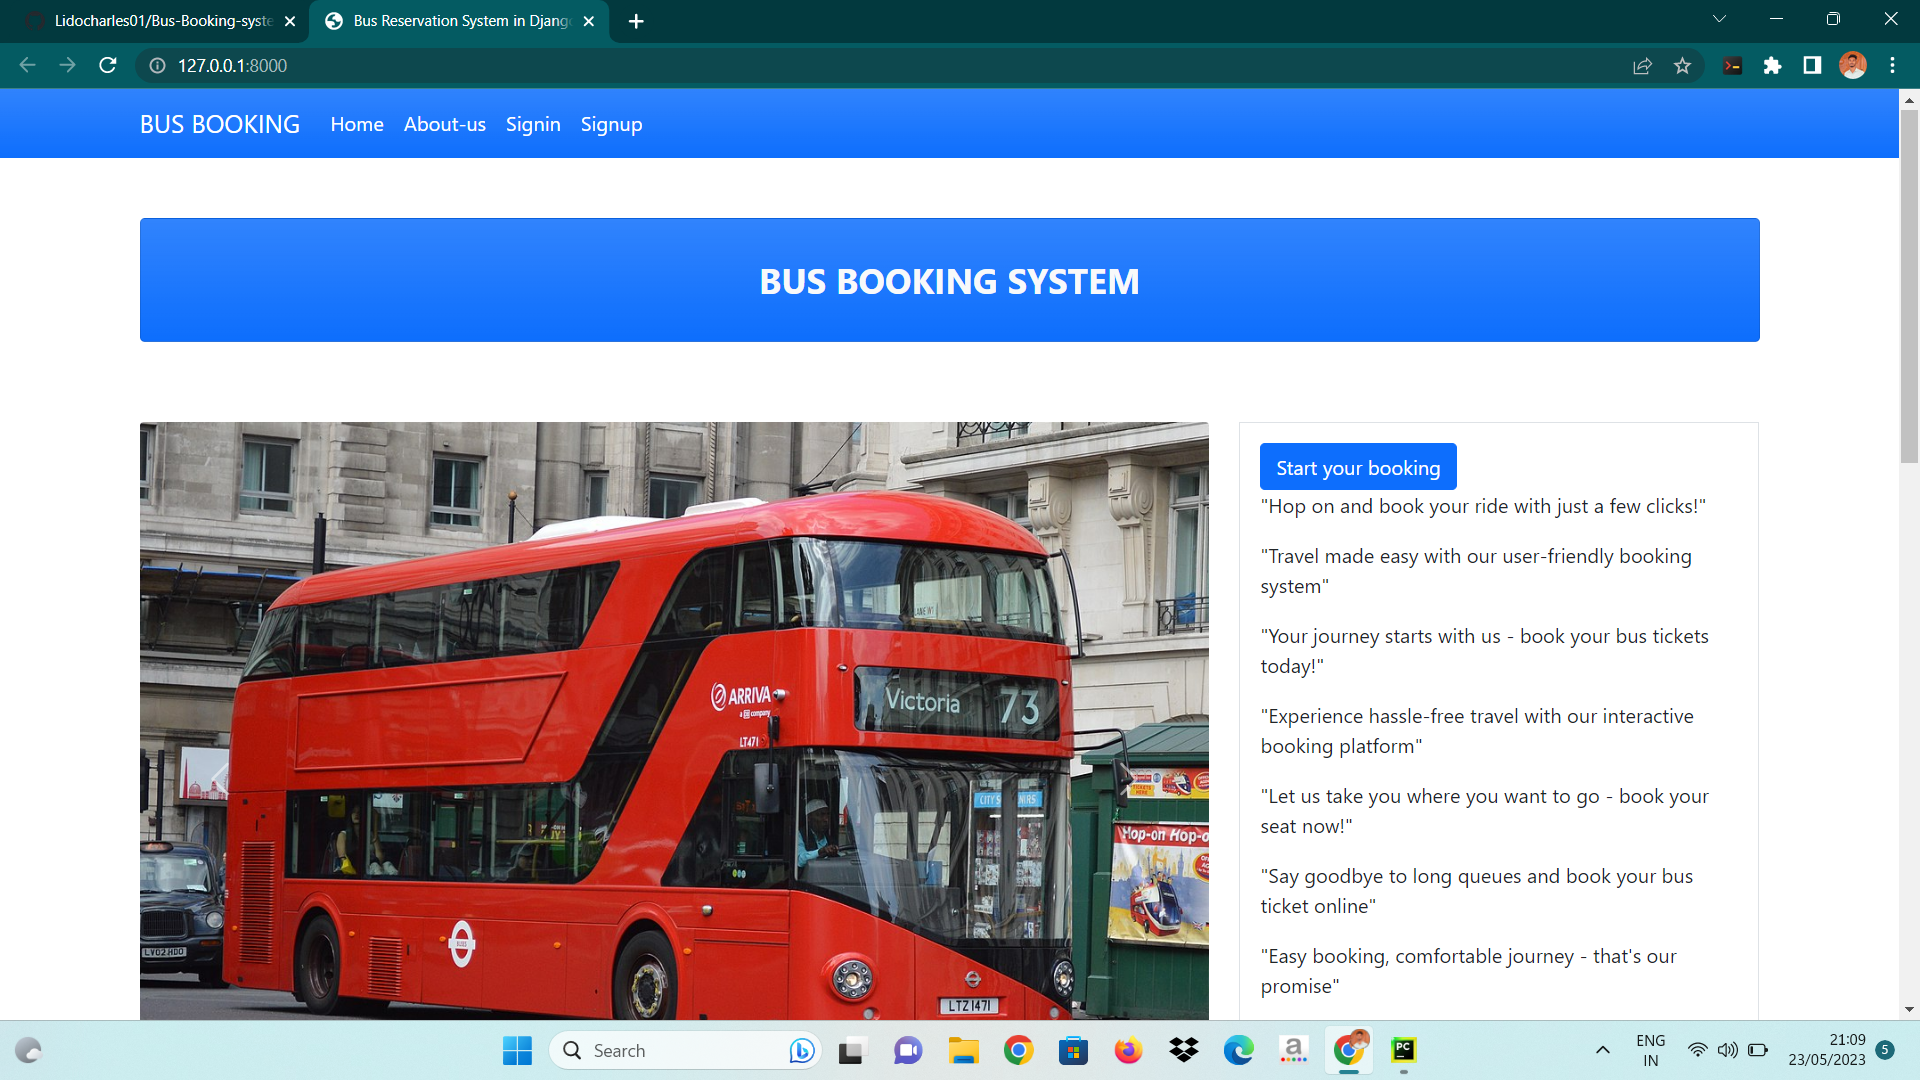 Lidocharles01/Bus-Booking-syste
Bus Reservation System in Djang
127.0.0.1:8000
BUS BOOKING
Home
About-us
Signin
Signup
BUS BOOKING SYSTEM
Start your booking
"Hop on and book your ride with just a few clicks!"
"Travel made easy with our user-friendly booking
system"
"Your journey starts with us - book your bus tickets
today!"
"Experience hassle-free travel with our interactive
booking platform"
"Let us take you where you want to go - book your
seat now!"
"Say goodbye to long queues and book your bus
ticket online"
"Easy booking, comfortable journey - that's our
promise"
ARRIVA
a DB company
LT471
Victoria 73
LTZ 1471
LV02 HDO
BUSES
Hop-on Hop-o
Search
PC
a
ENG
IN
21:09
23/05/2023
5